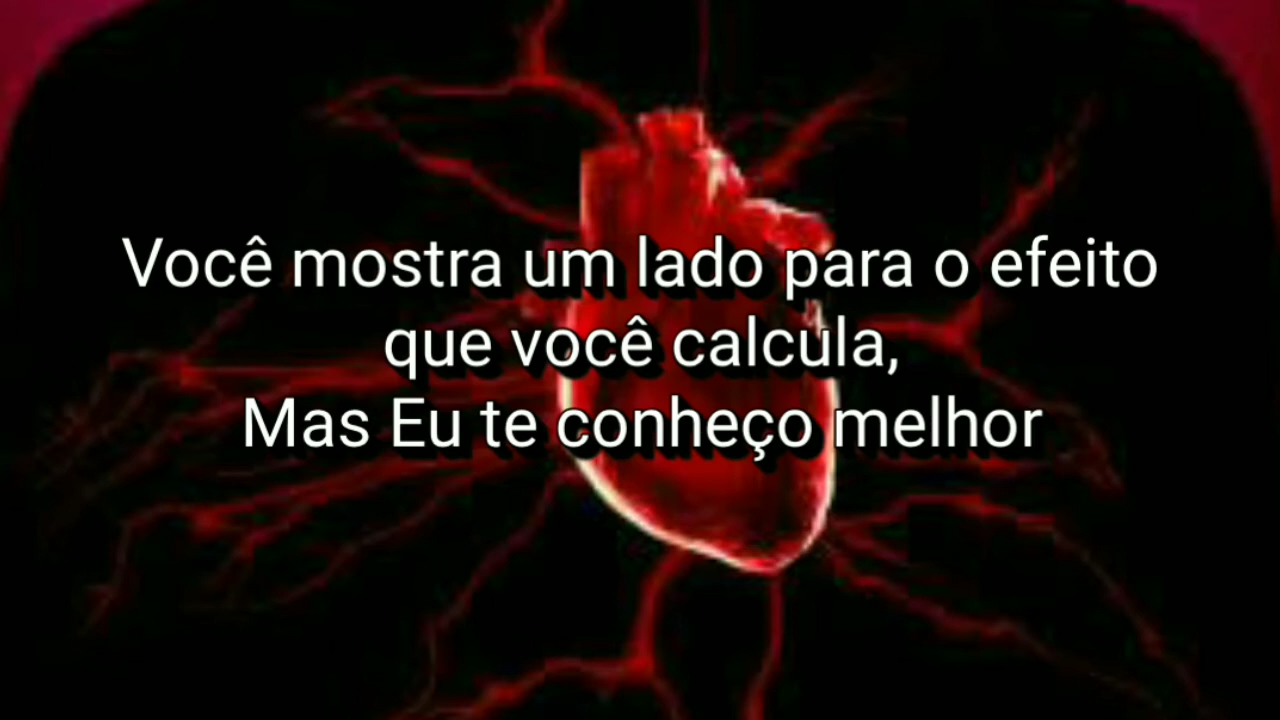 Você mostra um lado para o efeito
que você calcula,
Mas Eu te conheço melhor